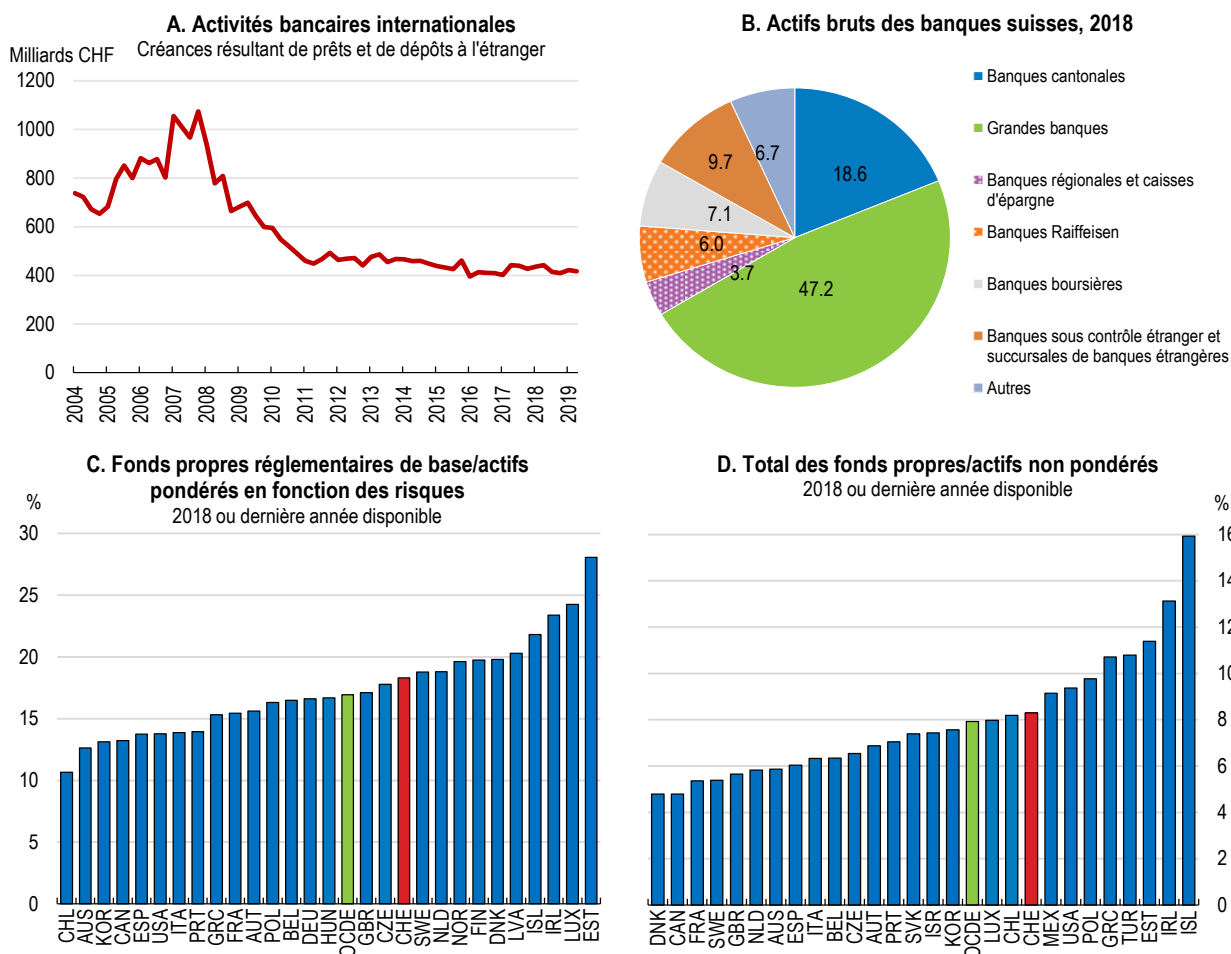 A. Activités bancaires internationales
Créances résultant de prêts et de dépôts à l'étranger
Milliards CHF
1200
1000
800
600
400
200
0
2004
2005
2006
2007
2008
2009
2010
2011
2012
2013
2014
2015
2016
2017
2018
2019
B. Actifs bruts des banques suisses, 2018
18.6
47.2
3.7
6.0
7.1
9.7
6.7
Banques cantonales
Grandes banques
Banques régionales et caisses
d'épargne
Banques Raiffeisen
Banques boursières
Banques sous contrôle étranger et
succursales de banques étrangères
Autres
C. Fonds propres réglementaires de base/actifs
pondérés en fonction des risques
2018 ou dernière année disponible
%
30
25
20
15
10
5
0
CHL
AUS
KOR
CAN
ESP
USA
ITA
PRT
GRC
FRA
AUT
POL
BEL
DEU
HUN
OCDE
GBR
CZE
CHE
SWE
NLD
NOR
FIN
DNK
LVA
ISL
IRL
LUX
EST
D. Total des fonds propres/actifs non pondérés
2018 ou dernière année disponible
%
16
14
12
10
8
6
4
2
0
DNK
CAN
FRA
SWE
GBR
NLD
AUS
ESP
ITA
BEL
CZE
AUT
PRT
SVK
ISR
KOR
OCDE
LUX
CHL
CHE
MEX
USA
POL
GRC
TUR
EST
IRL
ISL